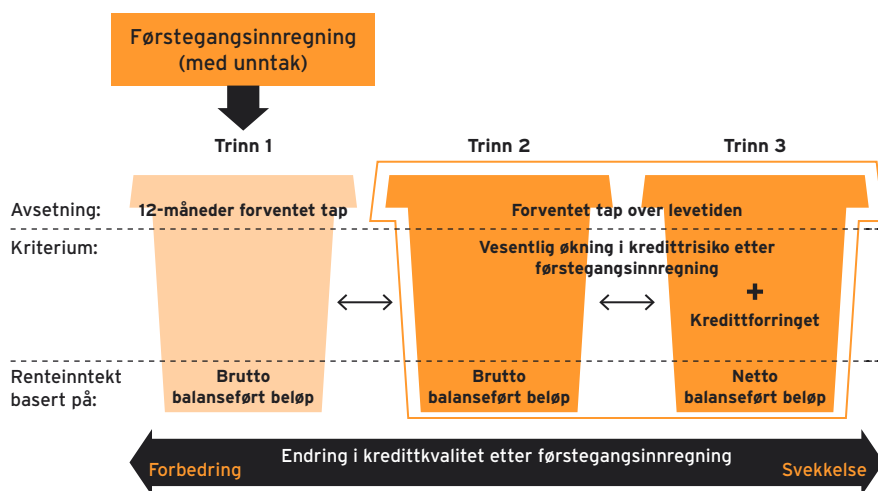 Førstegangsinnregning
(med unntak)
Trinn 1
Trinn 2
Trinn 3
Avsetning:
12-måneder forventet tap
Forventet tap over levetiden
Kriterium:
Vesentlig økning i kredittrisiko etter
førstegangsinnregning
+
Kredittforringet
Renteinntekt
basert på:
Brutto
balanseført beløp
Brutto
balanseført beløp
Netto
balanseført beløp
Endring i kredittkvalitet etter førstegangsinnregning
Forbedring
Svekkelse